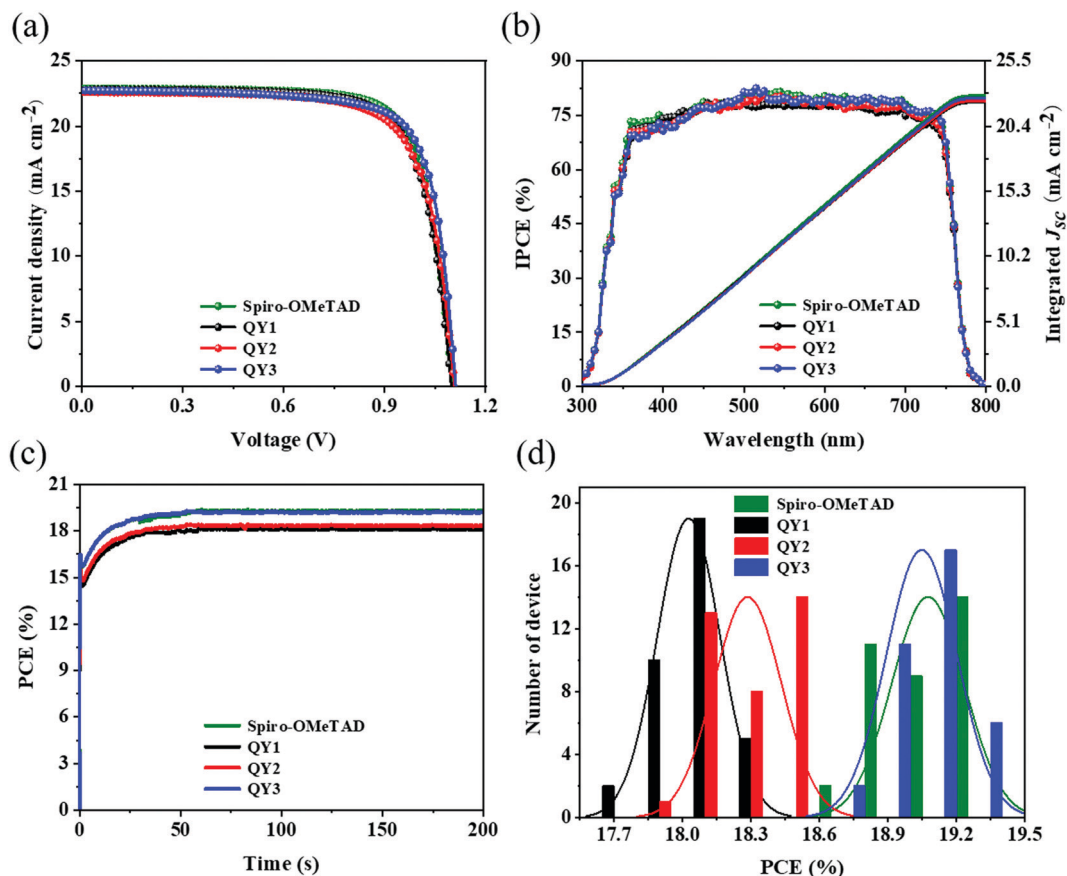 (a)
25
20
15
10
5
0
0.0 0.3 0.6 0.9 1.2
Current density (mA cm⁻²)
Voltage (V)
Spiro-OMeTAD
QY1
QY2
QY3
(b)
90
75
60
45
30
15
0
300 400 500 600 700 800
25.5
20.4
15.3
10.2
5.1
0.0
IPCE (%)
Integrated Jsc (mA cm⁻²)
Wavelength (nm)
Spiro-OMeTAD
QY1
QY2
QY3
(c)
21
18
15
12
9
6
3
0
0 50 100 150 200
PCE (%)
Time (s)
Spiro-OMeTAD
QY1
QY2
QY3
(d)
20
16
12
8
4
0
17.7 18.0 18.3 18.6 18.9 19.2 19.5
Number of device
PCE (%)
Spiro-OMeTAD
QY1
QY2
QY3